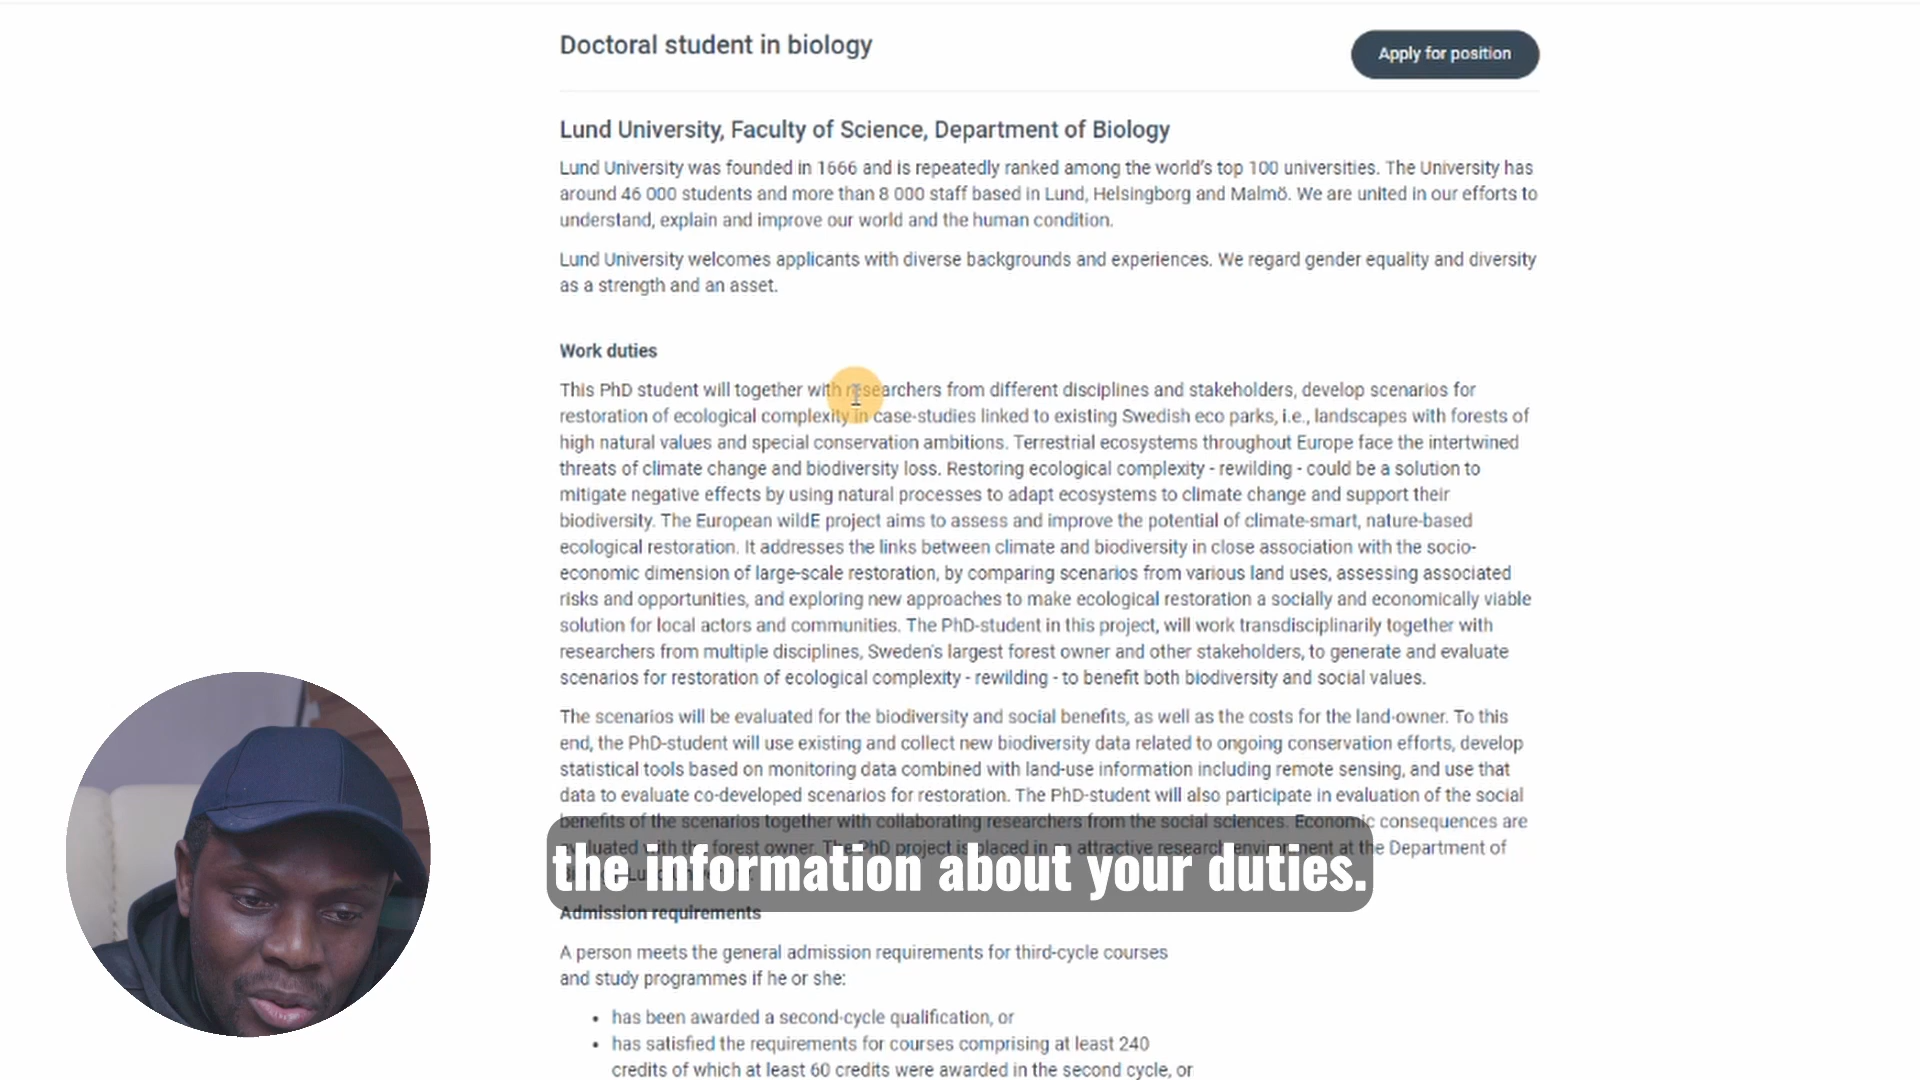 Doctoral student in biology
Apply for position
Lund University, Faculty of Science, Department of Biology
Lund University was founded in 1666 and is repeatedly ranked among the world's top 100 universities. The University has
around 46 000 students and more than 8 000 staff based in Lund, Helsingborg and Malmö. We are united in our efforts to
understand, explain and improve our world and the human condition.
Lund University welcomes applicants with diverse backgrounds and experiences. We regard gender equality and diversity
as a strength and an asset.
Work duties
This PhD student will together with researchers from different disciplines and stakeholders, develop scenarios for
restoration of ecological complexity in case-studies linked to existing Swedish eco parks, i.e., landscapes with forests of
high natural values and special conservation ambitions. Terrestrial ecosystems throughout Europe face the intertwined
threats of climate change and biodiversity loss. Restoring ecological complexity - rewilding - could be a solution to
mitigate negative effects by using natural processes to adapt ecosystems to climate change and support their
biodiversity. The European wildE project aims to assess and improve the potential of climate-smart, nature-based
ecological restoration. It addresses the links between climate and biodiversity in close association with the socio-
economic dimension of large-scale restoration, by comparing scenarios from various land uses, assessing associated
risks and opportunities, and exploring new approaches to make ecological restoration a socially and economically viable
solution for local actors and communities. The PhD-student in this project, will work transdisciplinarily together with
researchers from multiple disciplines, Sweden's largest forest owner and other stakeholders, to generate and evaluate
scenarios for restoration of ecological complexity - rewilding - to benefit both biodiversity and social values.
The scenarios will be evaluated for the biodiversity and social benefits, as well as the costs for the land-owner. To this
end, the PhD-student will use existing and collect new biodiversity data related to ongoing conservation efforts, develop
statistical tools based on monitoring data combined with land-use information including remote sensing, and use that
data to evaluate co-developed scenarios for restoration. The PhD-student will also participate in evaluation of the social
benefits of the scenarios together with collaborating researchers from the social sciences. Economic consequences are
evaluated with the forest owner. The PhD project is placed in an attractive research environment at the Department of
the information about your duties.
Admission requirements
A person meets the general admission requirements for third-cycle courses
and study programmes if he or she:
• has been awarded a second-cycle qualification, or
• has satisfied the requirements for courses comprising at least 240
credits of which at least 60 credits were awarded in the second cycle, or